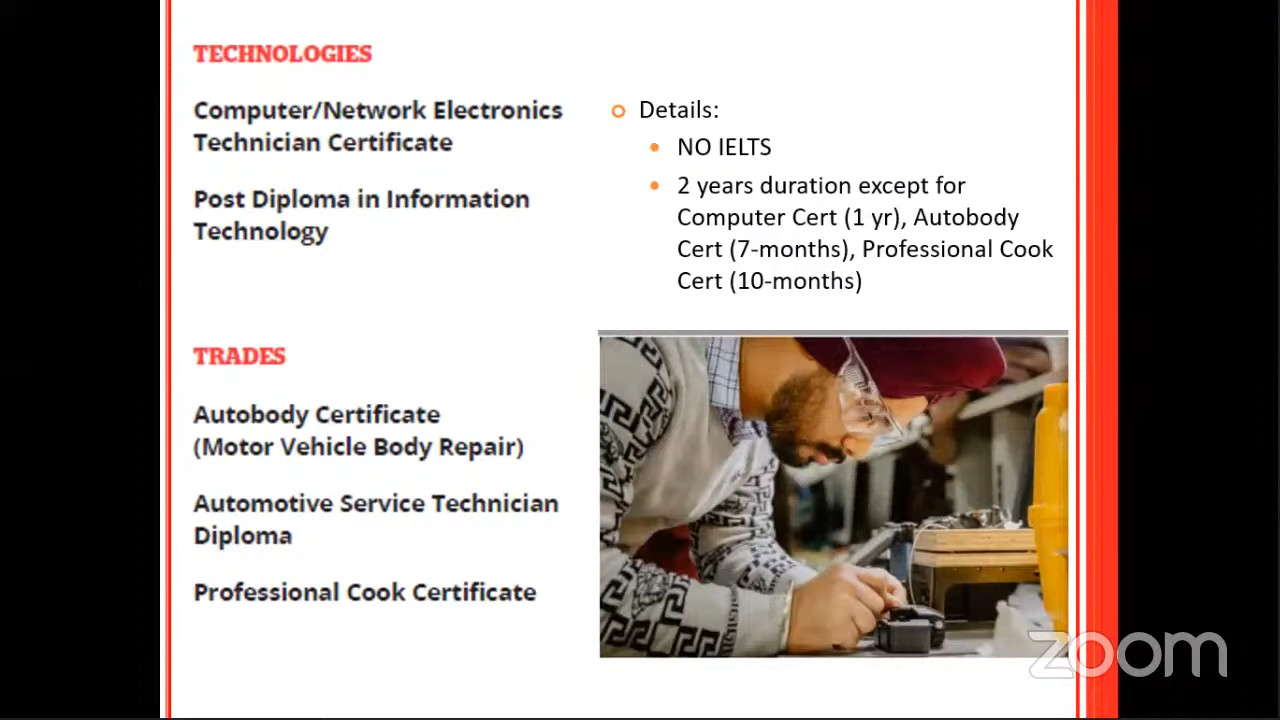 TECHNOLOGIES
Computer/Network Electronics
Technician Certificate
Post Diploma in Information
Technology
TRADES
Autobody Certificate
(Motor Vehicle Body Repair)
Automotive Service Technician
Diploma
Professional Cook Certificate
Details:
NO IELTS
2 years duration except for
Computer Cert (1 yr), Autobody
Cert (7-months), Professional Cook
Cert (10-months)
zoom